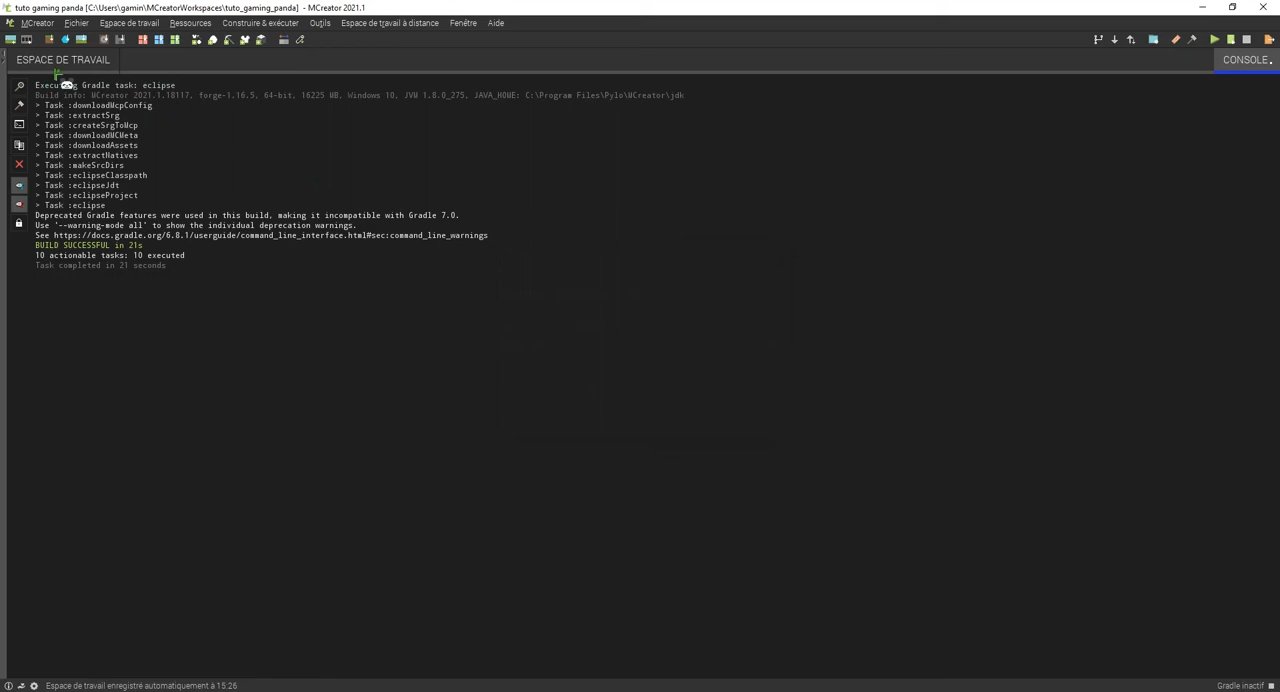 tuto gaming panda [C:\Users\gamin\MCreatorWorkspaces\tuto_gaming_panda] - MCreator 2021.1
MCreator Fichier Espace de travail Ressources Construire & exécuter Outils Espace de travail à distance Fenêtre Aide
ESPACE DE TRAVAIL
CONSOLE
Gradle task: eclipse
Build info: MCreator 2021.1.18117, forge-1.16.5, 64-bit, 16225 MB, Windows 10, JVM 1.8.0_275, JAVA_HOME: C:\Program Files\Pylo\MCreator\jdk
> Task :downloadMcpConfig
> Task :extractSrg
> Task :createSrgToMcp
> Task :downloadMCMeta
> Task :downloadAssets
> Task :extractNatives
> Task :makeSrcDirs
> Task :eclipseClasspath
> Task :eclipseJdt
> Task :eclipseProject
> Task :eclipse
Deprecated Gradle features were used in this build, making it incompatible with Gradle 7.0.
Use '--warning-mode all' to show the individual deprecation warnings.
See https://docs.gradle.org/6.8.1/userguide/command_line_interface.html#sec:command_line_warnings
BUILD SUCCESSFUL in 21s
10 actionable tasks: 10 executed
Task completed in 21 seconds
Espace de travail enregistré automatiquement à 15:26
Gradle inactif